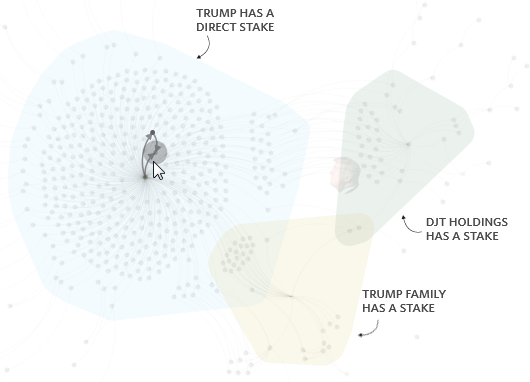 TRUMP HAS A
DIRECT STAKE
DJT HOLDINGS
HAS A STAKE
TRUMP FAMILY
HAS A STAKE